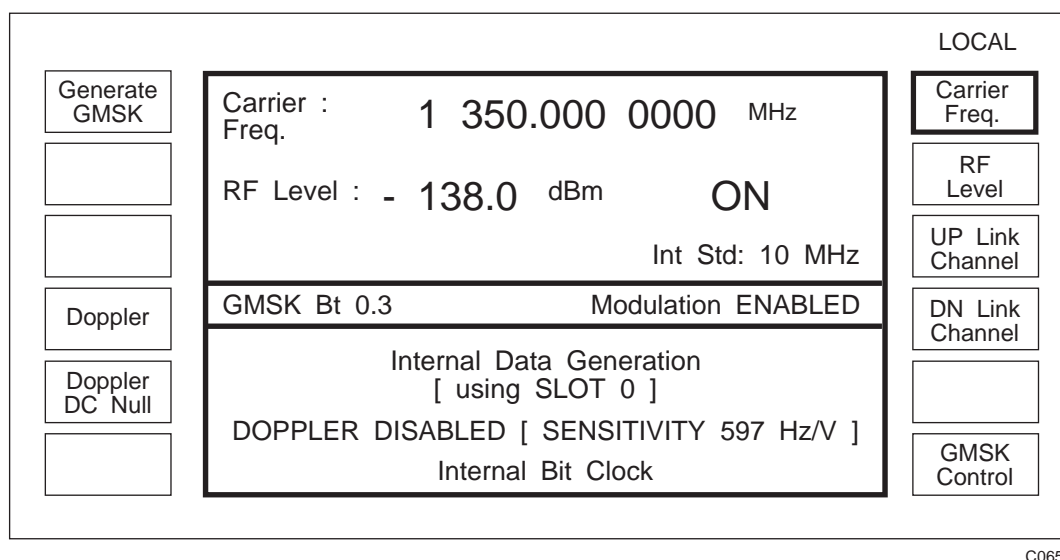 LOCAL
Generate
GMSK
Doppler
Doppler
DC Null
Carrier :
Freq.
1 350.000 0000 MHz
RF Level : - 138.0 dBm ON
Int Std: 10 MHz
GMSK Bt 0.3 Modulation ENABLED
Internal Data Generation
[ using SLOT 0 ]
DOPPLER DISABLED [ SENSITIVITY 597 Hz/V ]
Internal Bit Clock
Carrier
Freq.
RF
Level
UP Link
Channel
DN Link
Channel
GMSK
Control
C065